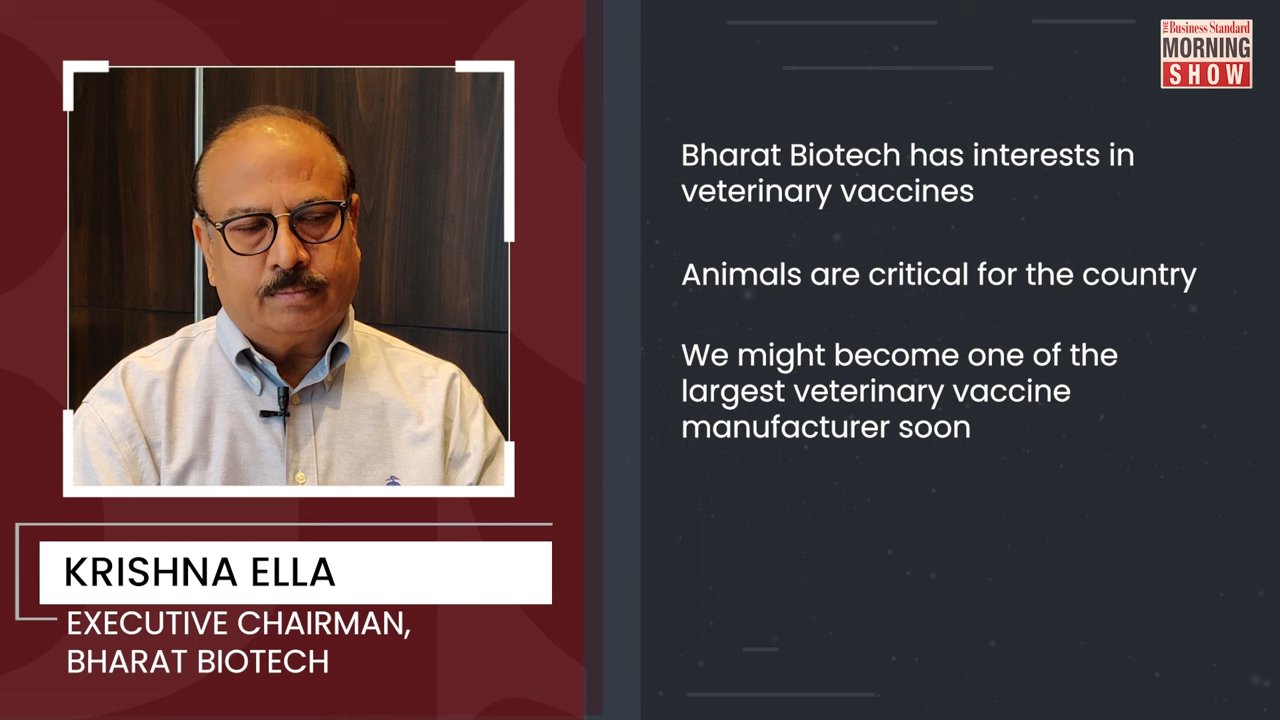 THE Business Standard
MORNING
SHOW
Bharat Biotech has interests in
veterinary vaccines
Animals are critical for the country
We might become one of the
largest veterinary vaccine
manufacturer soon
KRISHNA ELLA
EXECUTIVE CHAIRMAN,
BHARAT BIOTECH